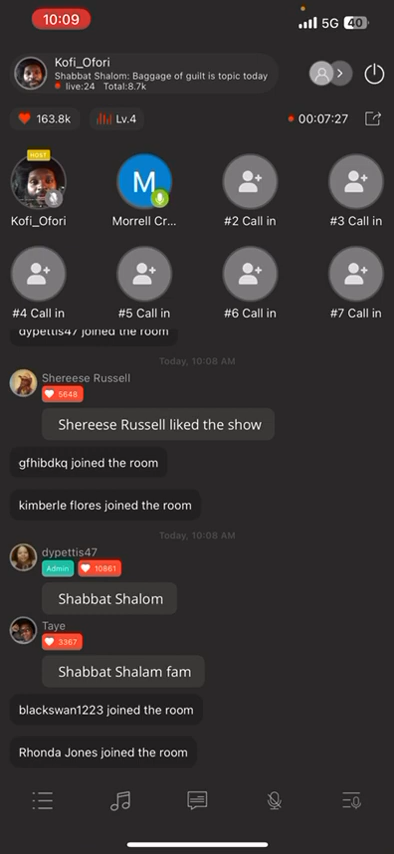 10:09
5G 40
Kofi_Ofori
Shabbat Shalom: Baggage of guilt is topic today
live:24 Total:8.7k
163.8k
Lv.4
00:07:27
HOST
M
Kofi_Ofori
Morrell Cr...
#2 Call in
#3 Call in
#4 Call in
#5 Call in
#6 Call in
#7 Call in
dypettis47 joined the room
Today, 10:08 AM
Shereese Russell
5648
Shereese Russell liked the show
gfhibdkq joined the room
kimberle flores joined the room
Today, 10:08 AM
dypettis47
Admin 10861
Shabbat Shalom
Taye
3367
Shabbat Shalam fam
blackswan1223 joined the room
Rhonda Jones joined the room